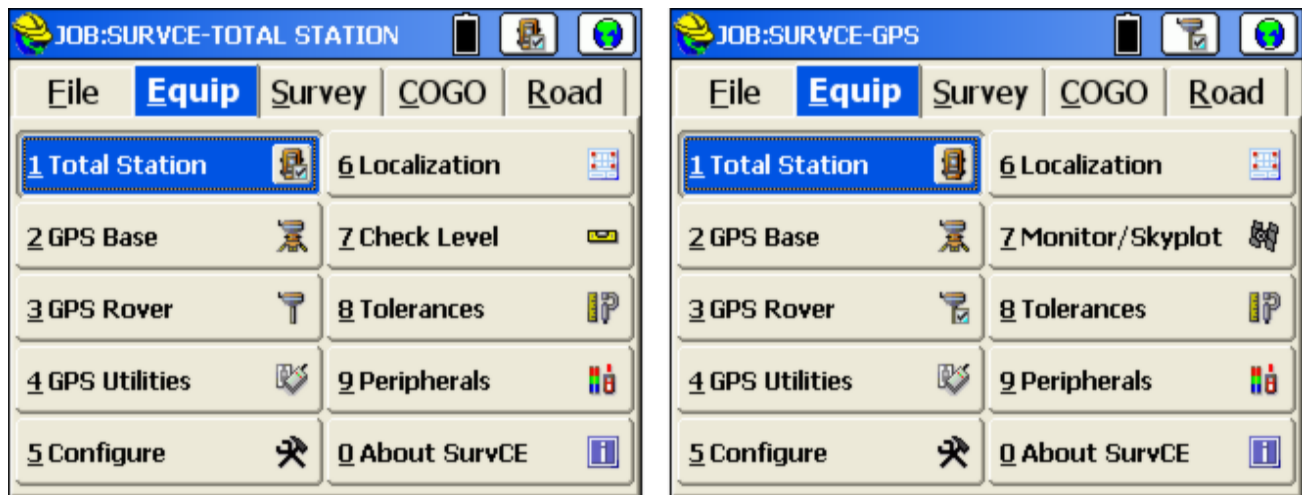 JOB:SURVCE-TOTAL STATION
File Equip Survey COGO Road
1 Total Station 6 Localization
2 GPS Base 7 Check Level
3 GPS Rover 8 Tolerances
4 GPS Utilities 9 Peripherals
5 Configure 0 About SurvCE
JOB:SURVCE-GPS
File Equip Survey COGO Road
1 Total Station 6 Localization
2 GPS Base 7 Monitor/Skyplot
3 GPS Rover 8 Tolerances
4 GPS Utilities 9 Peripherals
5 Configure 0 About SurvCE